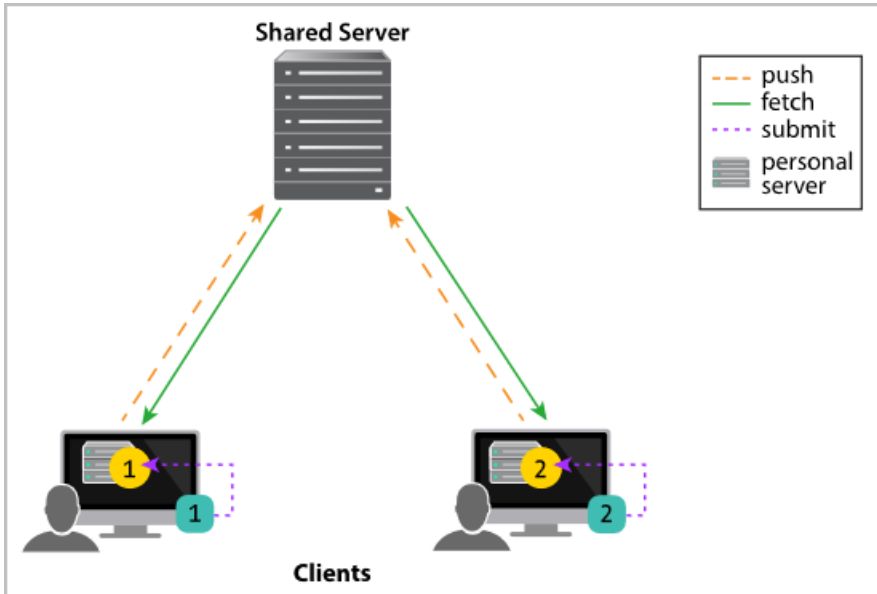 Shared Server
push
fetch
submit
personal
server
1
2
1
2
Clients